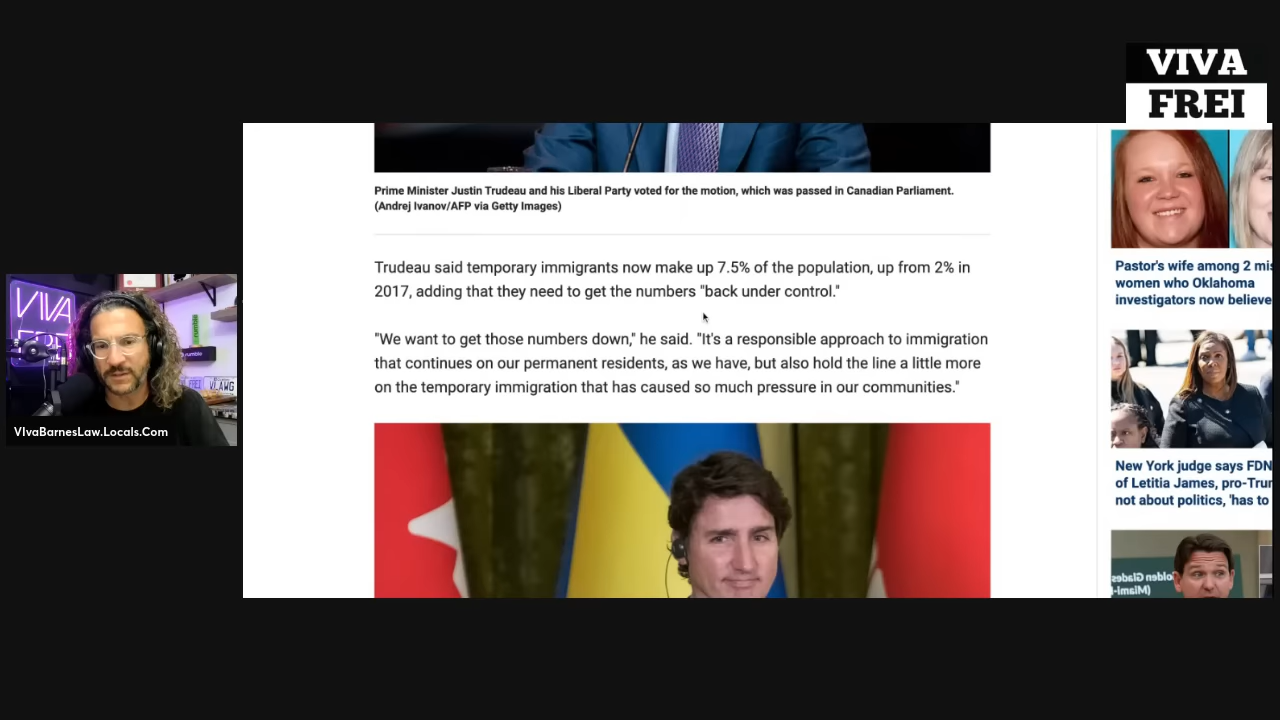 VIVA
FREI
Prime Minister Justin Trudeau and his Liberal Party voted for the motion, which was passed in Canadian Parliament.
(Andrej Ivanov/AFP via Getty Images)
Trudeau said temporary immigrants now make up 7.5% of the population, up from 2% in
2017, adding that they need to get the numbers "back under control."
"We want to get those numbers down," he said. "It's a responsible approach to immigration
that continues on our permanent residents, as we have, but also hold the line a little more
on the temporary immigration that has caused so much pressure in our communities."
Pastor's wife among 2 mis
women who Oklahoma
investigators now believe
New York judge says FDN
of Letitia James, pro-Tru
not about politics, 'has to
VIVA
rumble
VLAWG
VIvaBarnesLaw.Locals.Com